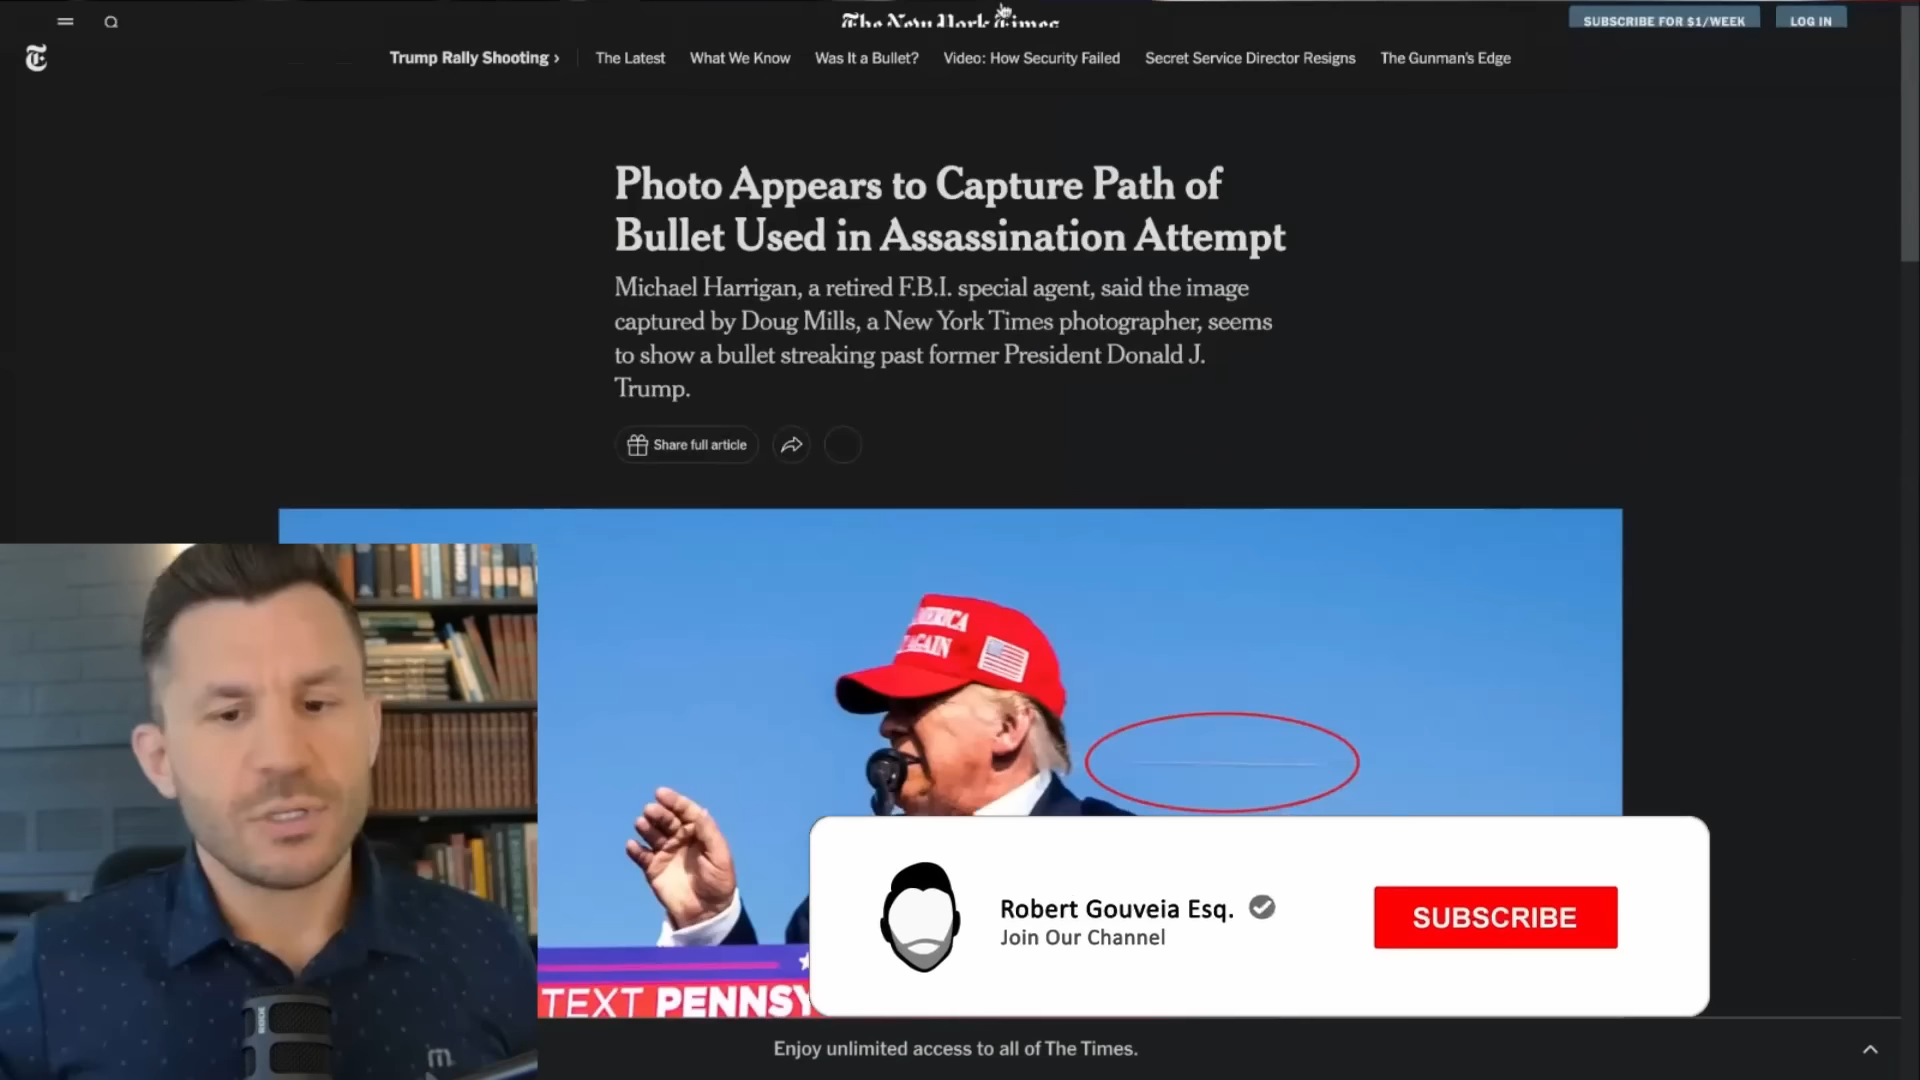 The New York Times
SUBSCRIBE FOR $1/WEEK
LOG IN
Trump Rally Shooting ›
The Latest
What We Know
Was It a Bullet?
Video: How Security Failed
Secret Service Director Resigns
The Gunman's Edge
Photo Appears to Capture Path of
Bullet Used in Assassination Attempt
Michael Harrigan, a retired F.B.I. special agent, said the image
captured by Doug Mills, a New York Times photographer, seems
to show a bullet streaking past former President Donald J.
Trump.
Share full article
AGAIN
TEXT PENNSY
RODE
Robert Gouveia Esq.
Join Our Channel
SUBSCRIBE
Enjoy unlimited access to all of The Times.